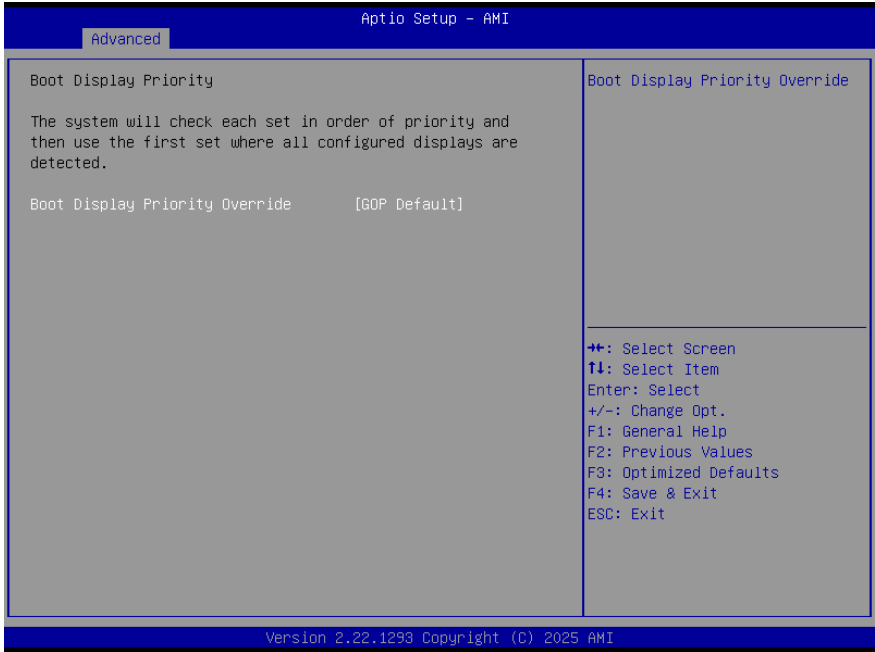 Aptio Setup - AMI
Advanced
Boot Display Priority
The system will check each set in order of priority and
then use the first set where all configured displays are
detected.
Boot Display Priority Override [GOP Default]
Boot Display Priority Override
→←: Select Screen
↑↓: Select Item
Enter: Select
+/-: Change Opt.
F1: General Help
F2: Previous Values
F3: Optimized Defaults
F4: Save & Exit
ESC: Exit
Version 2.22.1293 Copyright (C) 2025 AMI